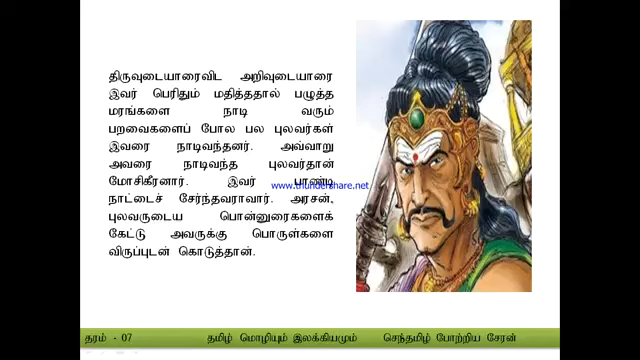 திருவுடையாரைவிட அறிவுடையாரை
இவர் பெரிதும் மதித்ததால் பழுத்த
மரங்களை நாடி வரும்
பறவைகளைப் போல பல புலவர்கள்
இவரை நாடிவந்தனர். அவ்வாறு
அவரை நாடிவந்த புலவர்தான்
மோசிகீரனார். இவர் பாண்டி
www.thundershare.net
நாட்டைச் சேர்ந்தவராவார். அரசன்,
புலவருடைய பொன்னுரைகளைக்
கேட்டு அவருக்கு பொருள்களை
விருப்புடன் கொடுத்தான்.
தரம் - 07 தமிழ் மொழியும் இலக்கியமும் செந்தமிழ் போற்றிய சேரன்